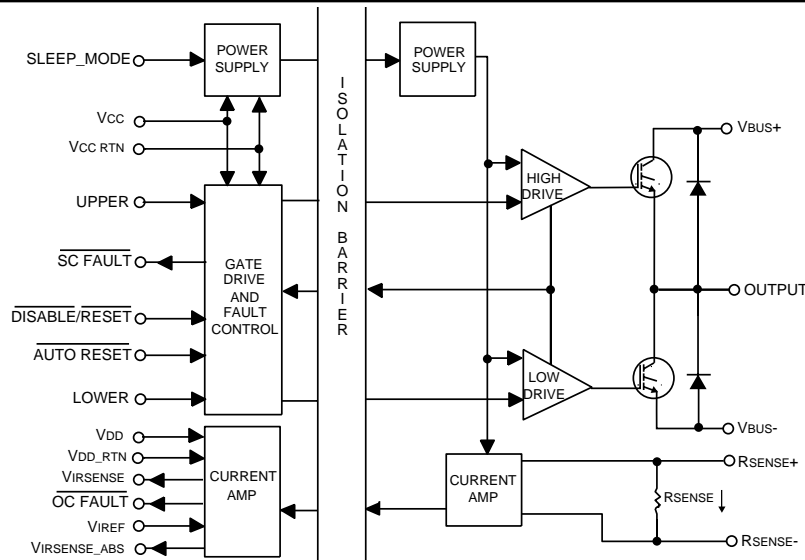 SLEEP_MODE
POWER
SUPPLY
VCC
VCC RTN
UPPER
SC FAULT
DISABLE/RESET
AUTO RESET
LOWER
GATE
DRIVE
AND
FAULT
CONTROL
VDD
VDD_RTN
VIRSENSE
OC FAULT
VIREF
VIRSENSE_ABS
CURRENT
AMP
ISOLATION BARRIER
POWER
SUPPLY
HIGH
DRIVE
LOW
DRIVE
CURRENT
AMP
VBUS+
OUTPUT
VBUS-
RSENSE+
RSENSE
RSENSE-